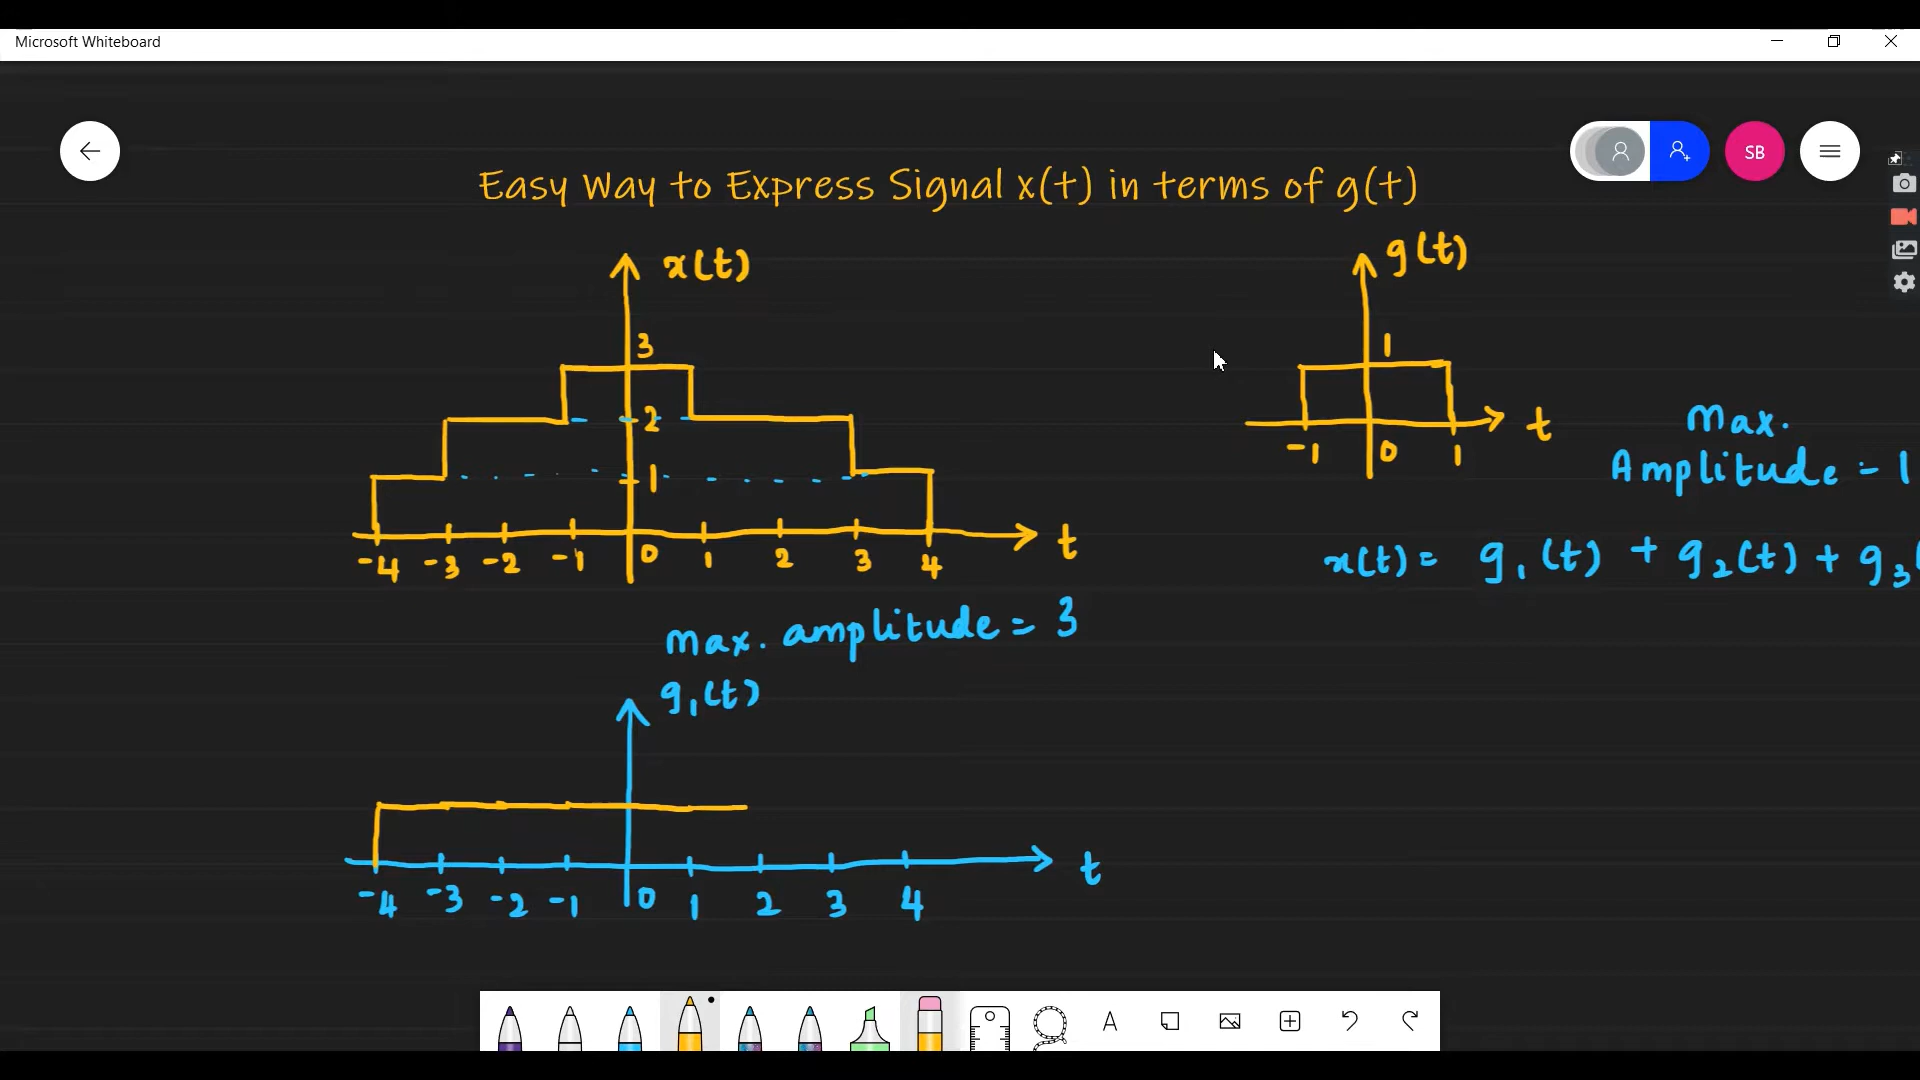 Microsoft Whiteboard
SB
Easy Way to Express Signal x(t) in terms of g(t)
x(t)
3
2
1
-4 -3 -2 -1 0 1 2 3 4
t
max. amplitude = 3
g(t)
1
-1 0 1
t
Max.
Amplitude - 1
x(t) = g₁(t) + g₂(t) + g₃(
g₁(t)
-4 -3 -2 -1 0 1 2 3 4
t
A